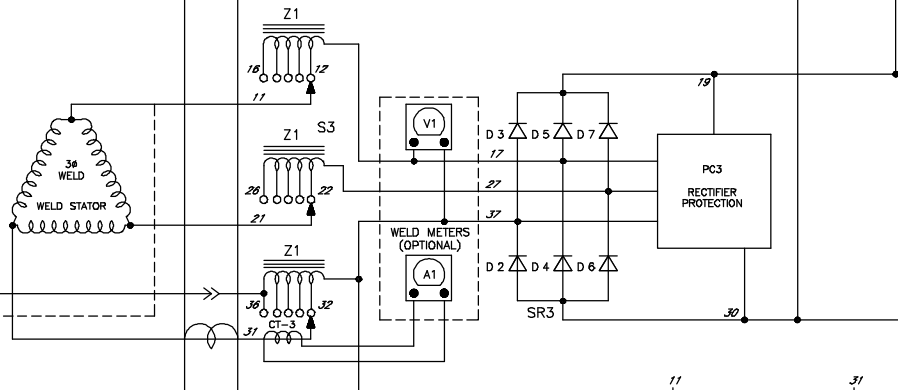 Z1
16
12
11
S3
Z1
26
22
21
Z1
36
32
CT-3
31
3ø
WELD
WELD STATOR
V1
WELD METERS
(OPTIONAL)
A1
17
27
37
D3
D5
D7
D2
D4
D6
SR3
19
PC3
RECTIFIER
PROTECTION
30
11
31